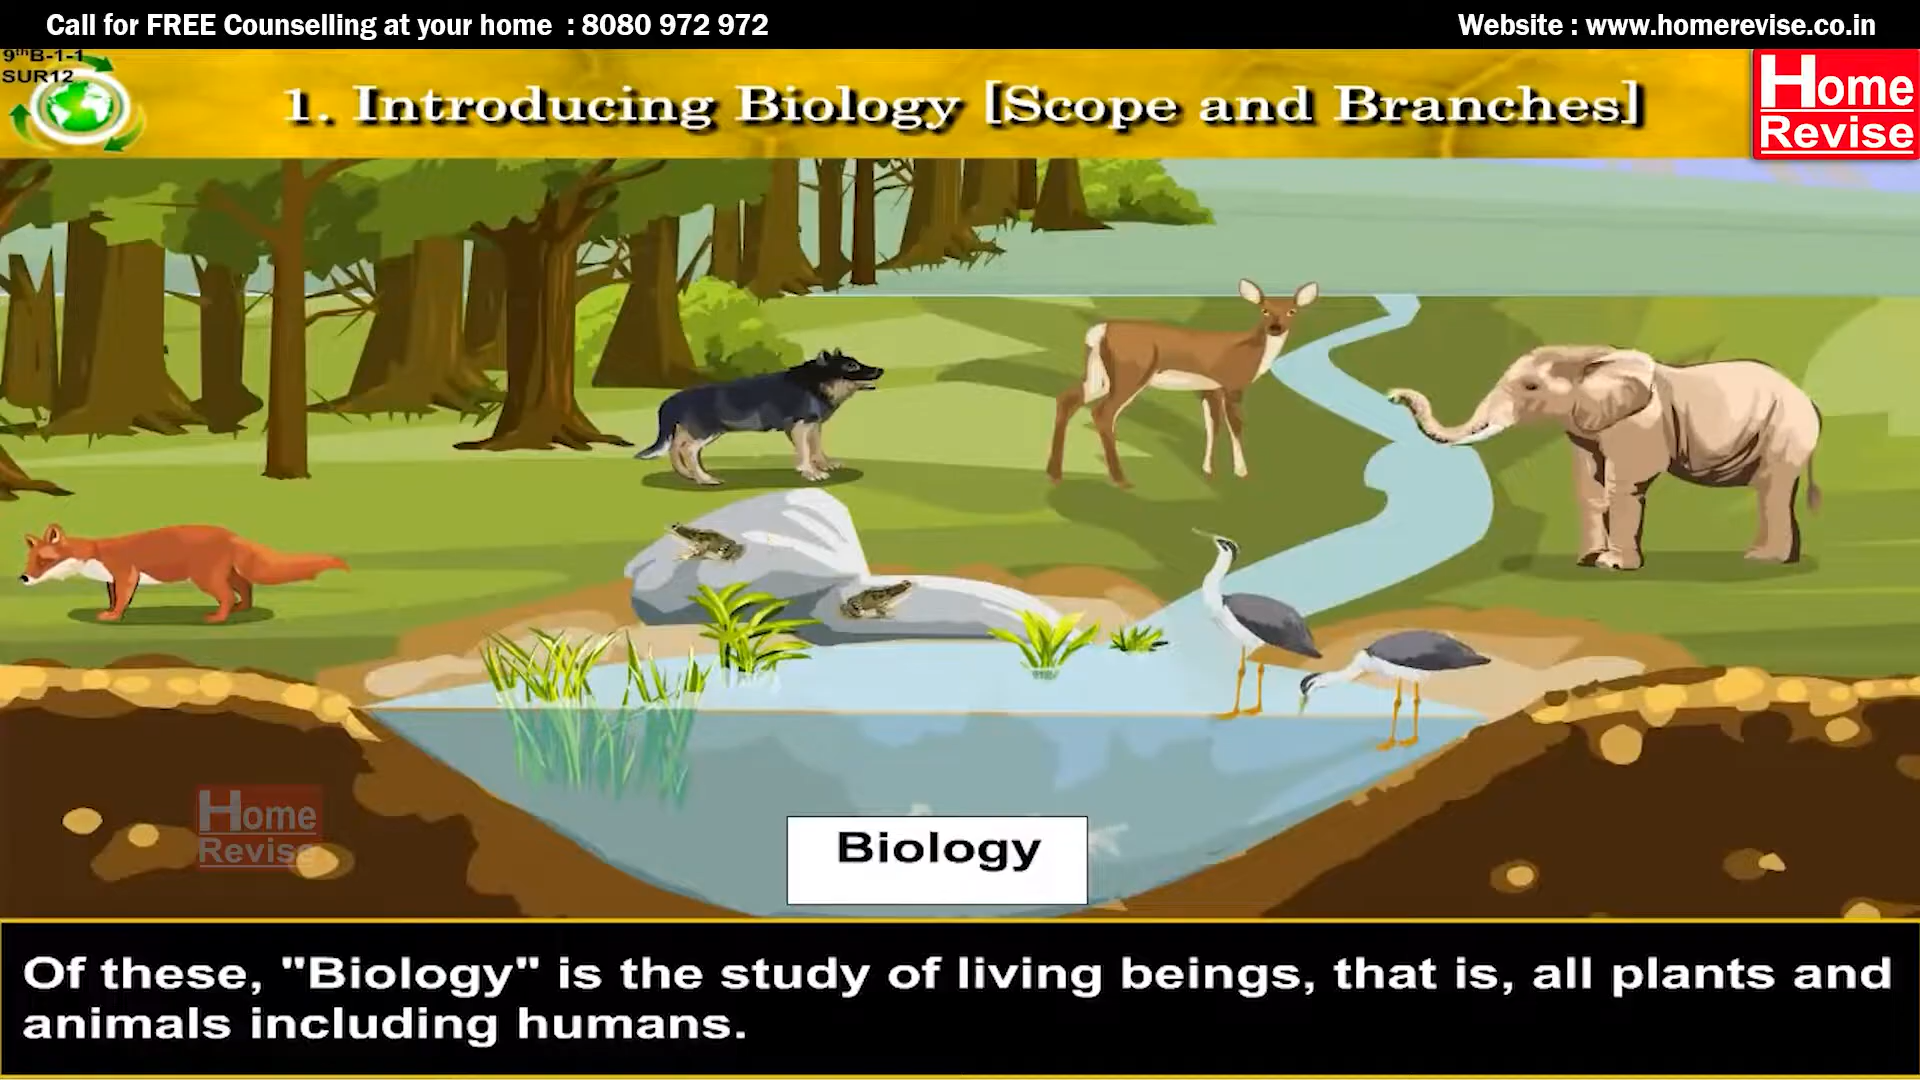 Call for FREE Counselling at your home : 8080 972 972
Website : www.homerevise.co.in
9thB-1-1
SUR12
1. Introducing Biology [Scope and Branches]
Home
Revise
Home
Revise
Biology
Of these, "Biology" is the study of living beings, that is, all plants and
animals including humans.